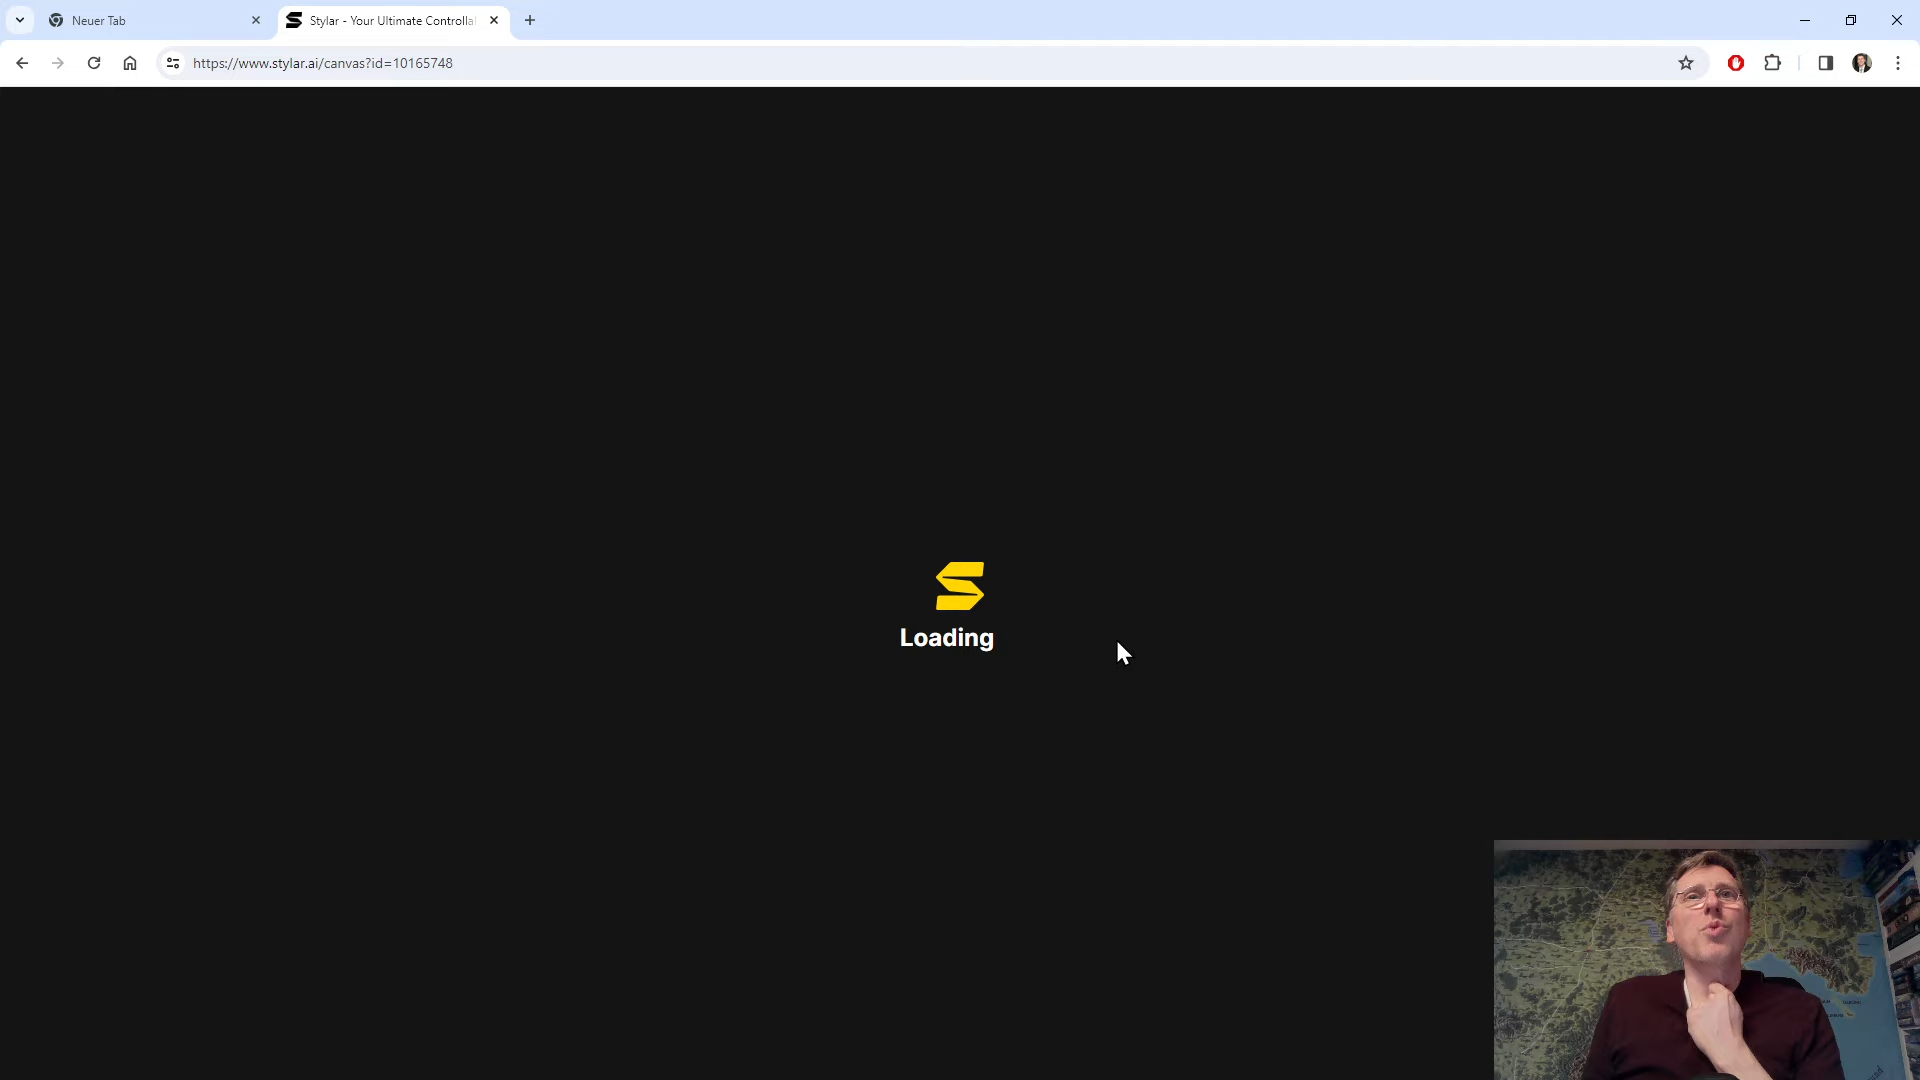 Neuer Tab
Stylar - Your Ultimate Controlla
https://www.stylar.ai/canvas?id=10165748
Loading